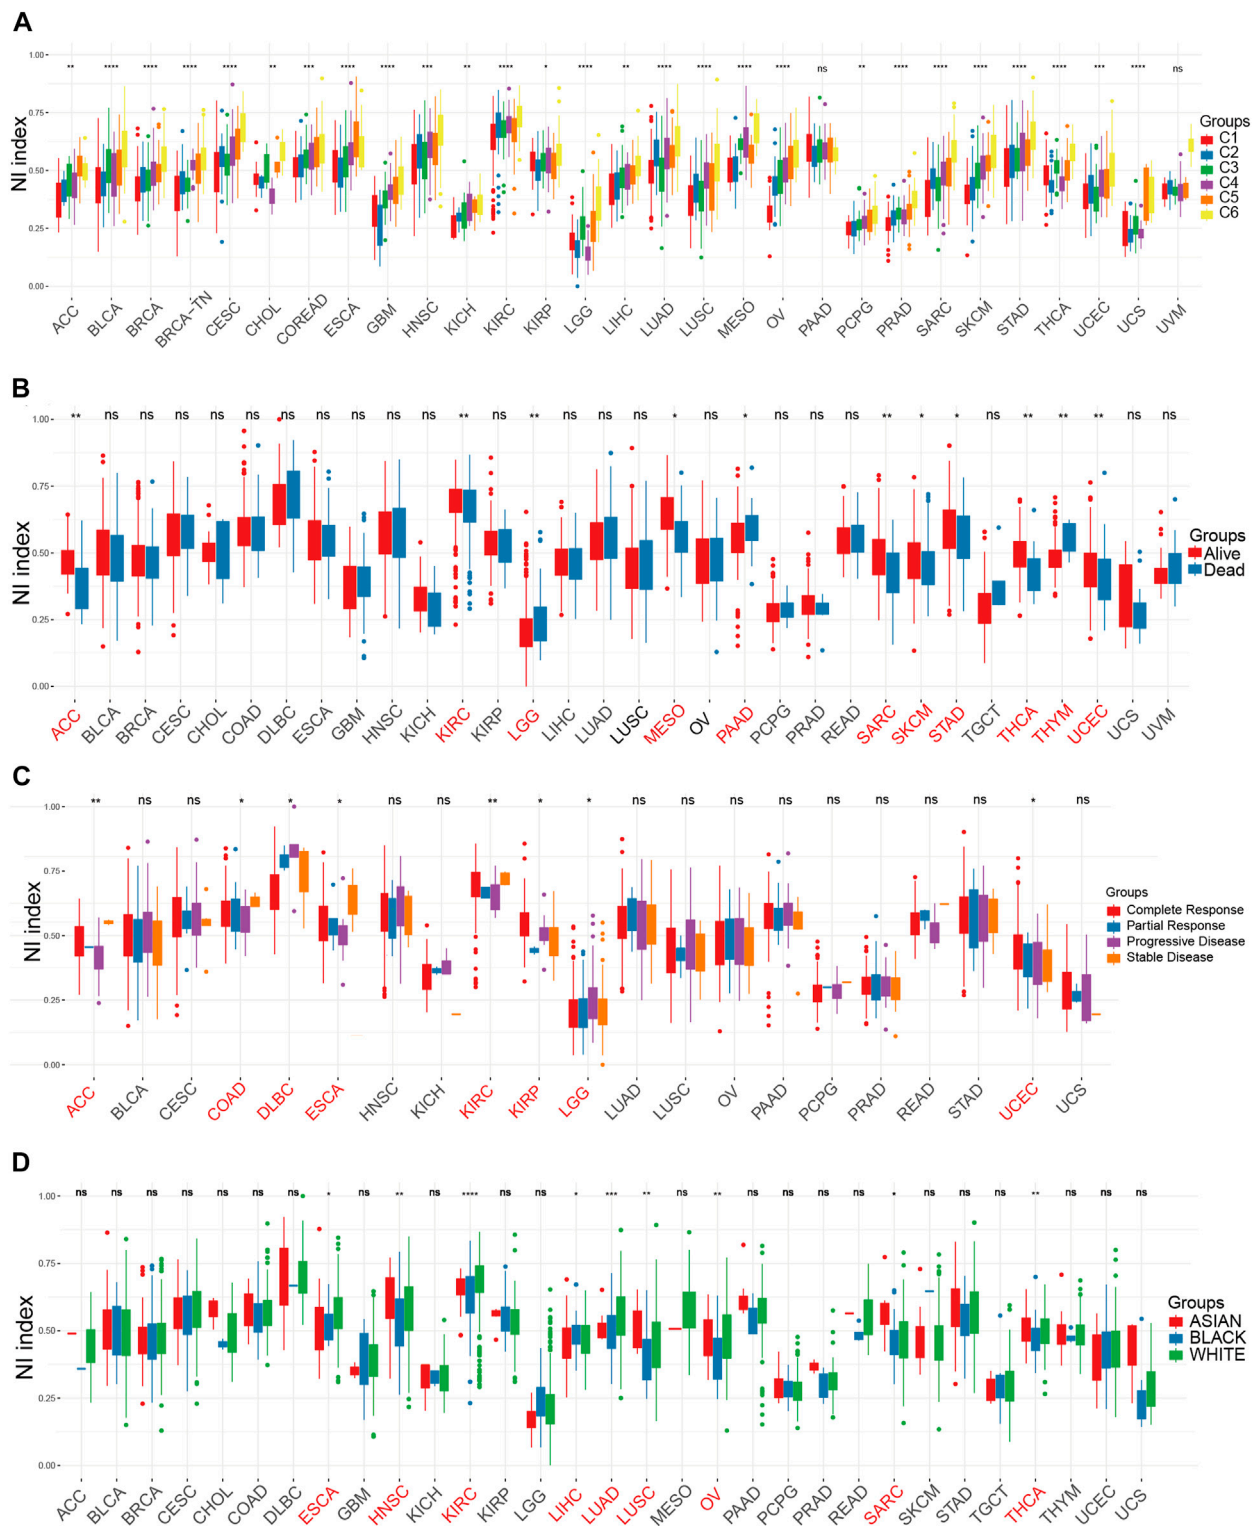 A
NI index
1.00
0.75
0.50
0.25
0.00
** **** **** **** **** ** *** **** **** *** ** **** * **** ** **** **** **** **** ns ** **** **** **** **** **** *** **** ns
ACC BLCA BRCA BRCA-TN CESC CHOL COREAD ESCA GBM HNSC KICH KIRC KIRP LGG LIHC LUAD LUSC MESO OV PAAD PCPG PRAD SARC SKCM STAD THCA UCEC UCS UVM
Groups
C1
C2
C3
C4
C5
C6
B
NI index
1.00
0.75
0.50
0.25
0.00
** ns ns ns ns ns ns ns ns ns ns ** ns ** ns ns ns * ns * ns ns ns ** * * ns ** ** ** ns ns
ACC BLCA BRCA CESC CHOL COAD DLBC ESCA GBM HNSC KICH KIRC KIRP LGG LIHC LUAD LUSC MESO OV PAAD PCPG PRAD READ SARC SKCM STAD TGCT THCA THYM UCEC UCS UVM
Groups
Alive
Dead
C
NI index
1.00
0.75
0.50
0.25
0.00
** ns ns * * * ns ns ** * * ns ns ns ns ns ns ns ns * ns
ACC BLCA CESC COAD DLBC ESCA HNSC KICH KIRC KIRP LGG LUAD LUSC OV PAAD PCPG PRAD READ STAD UCEC UCS
Groups
Complete Response
Partial Response
Progressive Disease
Stable Disease
D
NI index
1.00
0.75
0.50
0.25
0.00
ns ns ns ns ns ns ns * ns ** ns **** ns ns * *** ** ns ** ns ns ns ns * ns ns ns ** ns ns ns
ACC BLCA BRCA CESC CHOL COAD DLBC ESCA GBM HNSC KICH KIRC KIRP LGG LIHC LUAD LUSC MESO OV PAAD PCPG PRAD READ SARC SKCM STAD TGCT THCA THYM UCEC UCS
Groups
ASIAN
BLACK
WHITE